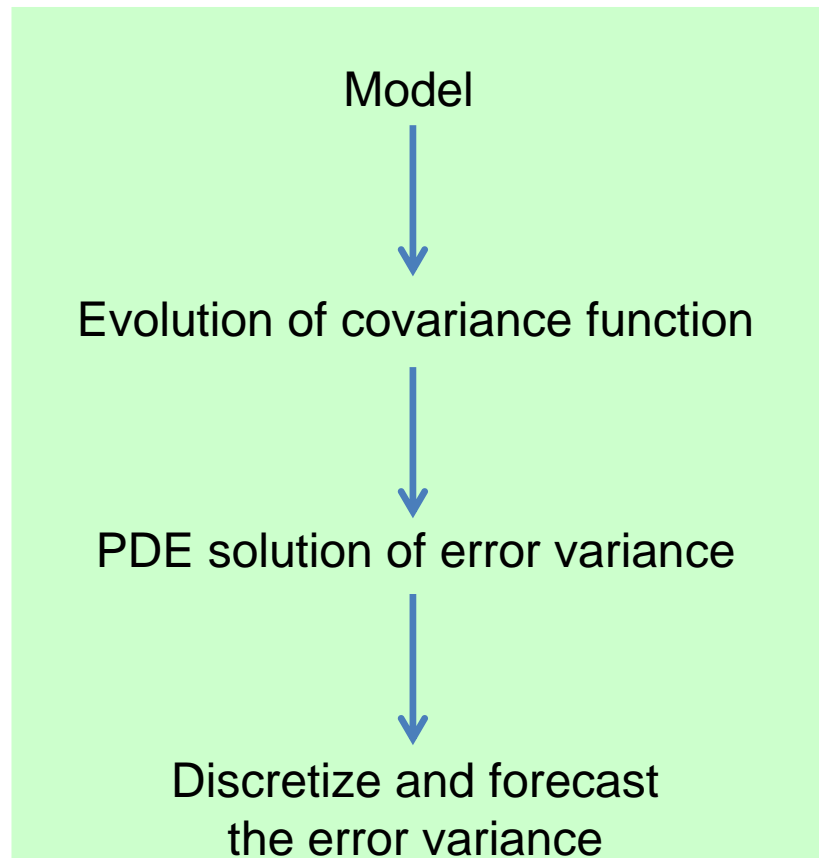 Model
Evolution of covariance function
PDE solution of error variance
Discretize and forecast
the error variance